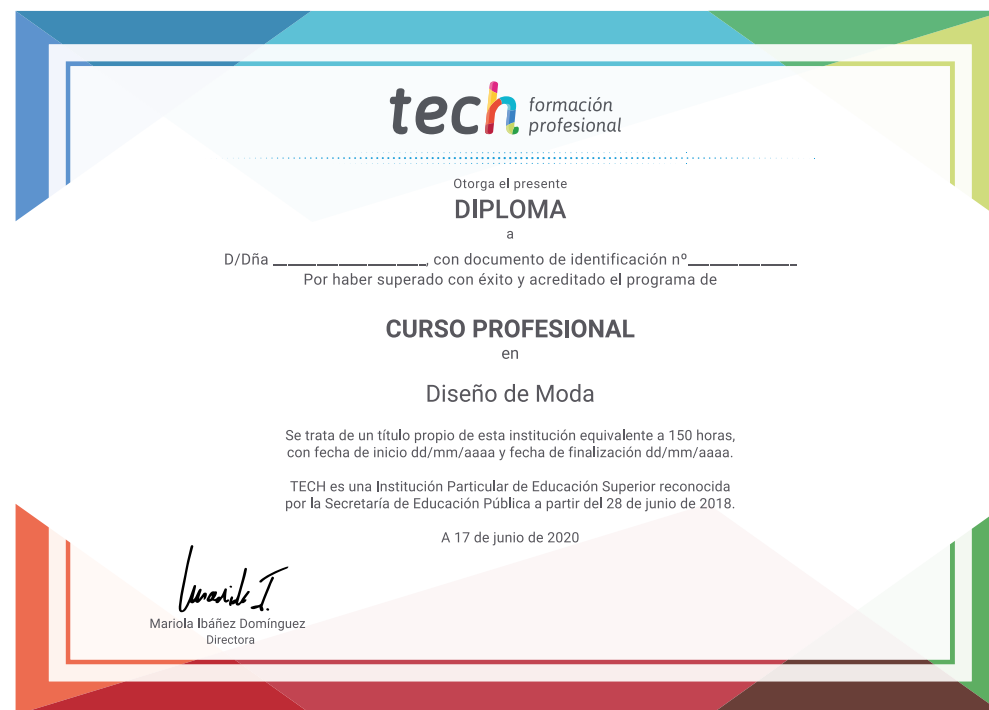 tech formación
profesional
Otorga el presente
DIPLOMA
a
D/Dña ____________________, con documento de identificación nº______________
Por haber superado con éxito y acreditado el programa de
CURSO PROFESIONAL
en
Diseño de Moda
Se trata de un título propio de esta institución equivalente a 150 horas,
con fecha de inicio dd/mm/aaaa y fecha de finalización dd/mm/aaaa.
TECH es una Institución Particular de Educación Superior reconocida
por la Secretaría de Educación Pública a partir del 28 de junio de 2018.
A 17 de junio de 2020
Mariola Ibáñez Domínguez
Directora